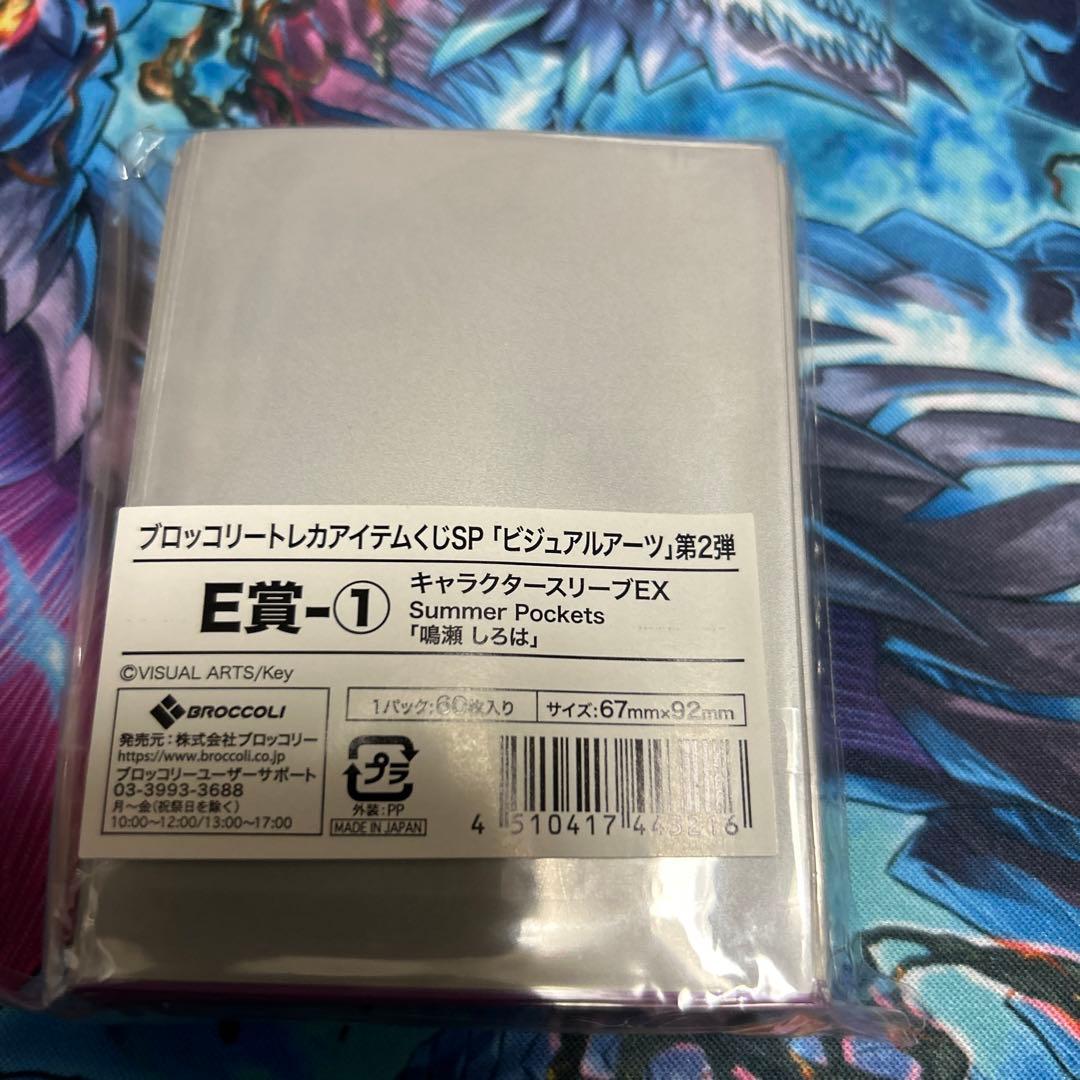 ブロッコリートレカアイテムくじSP「ビジュアルアーツ」第2弾
E賞-①
キャラクタースリーブEX
Summer Pockets
「鳴瀬 しろは」
©VISUAL ARTS/Key
BROCCOLI
発売元:株式会社ブロッコリー
https://www.broccoli.co.jp
ブロッコリーユーザーサポート
03-3993-3688
月〜金(祝祭日を除く)
10:00〜12:00/13:00〜17:00
1パック:60枚入り
サイズ:67mm×92mm
プラ
外装:PP
MADE IN JAPAN
4 510417 443216